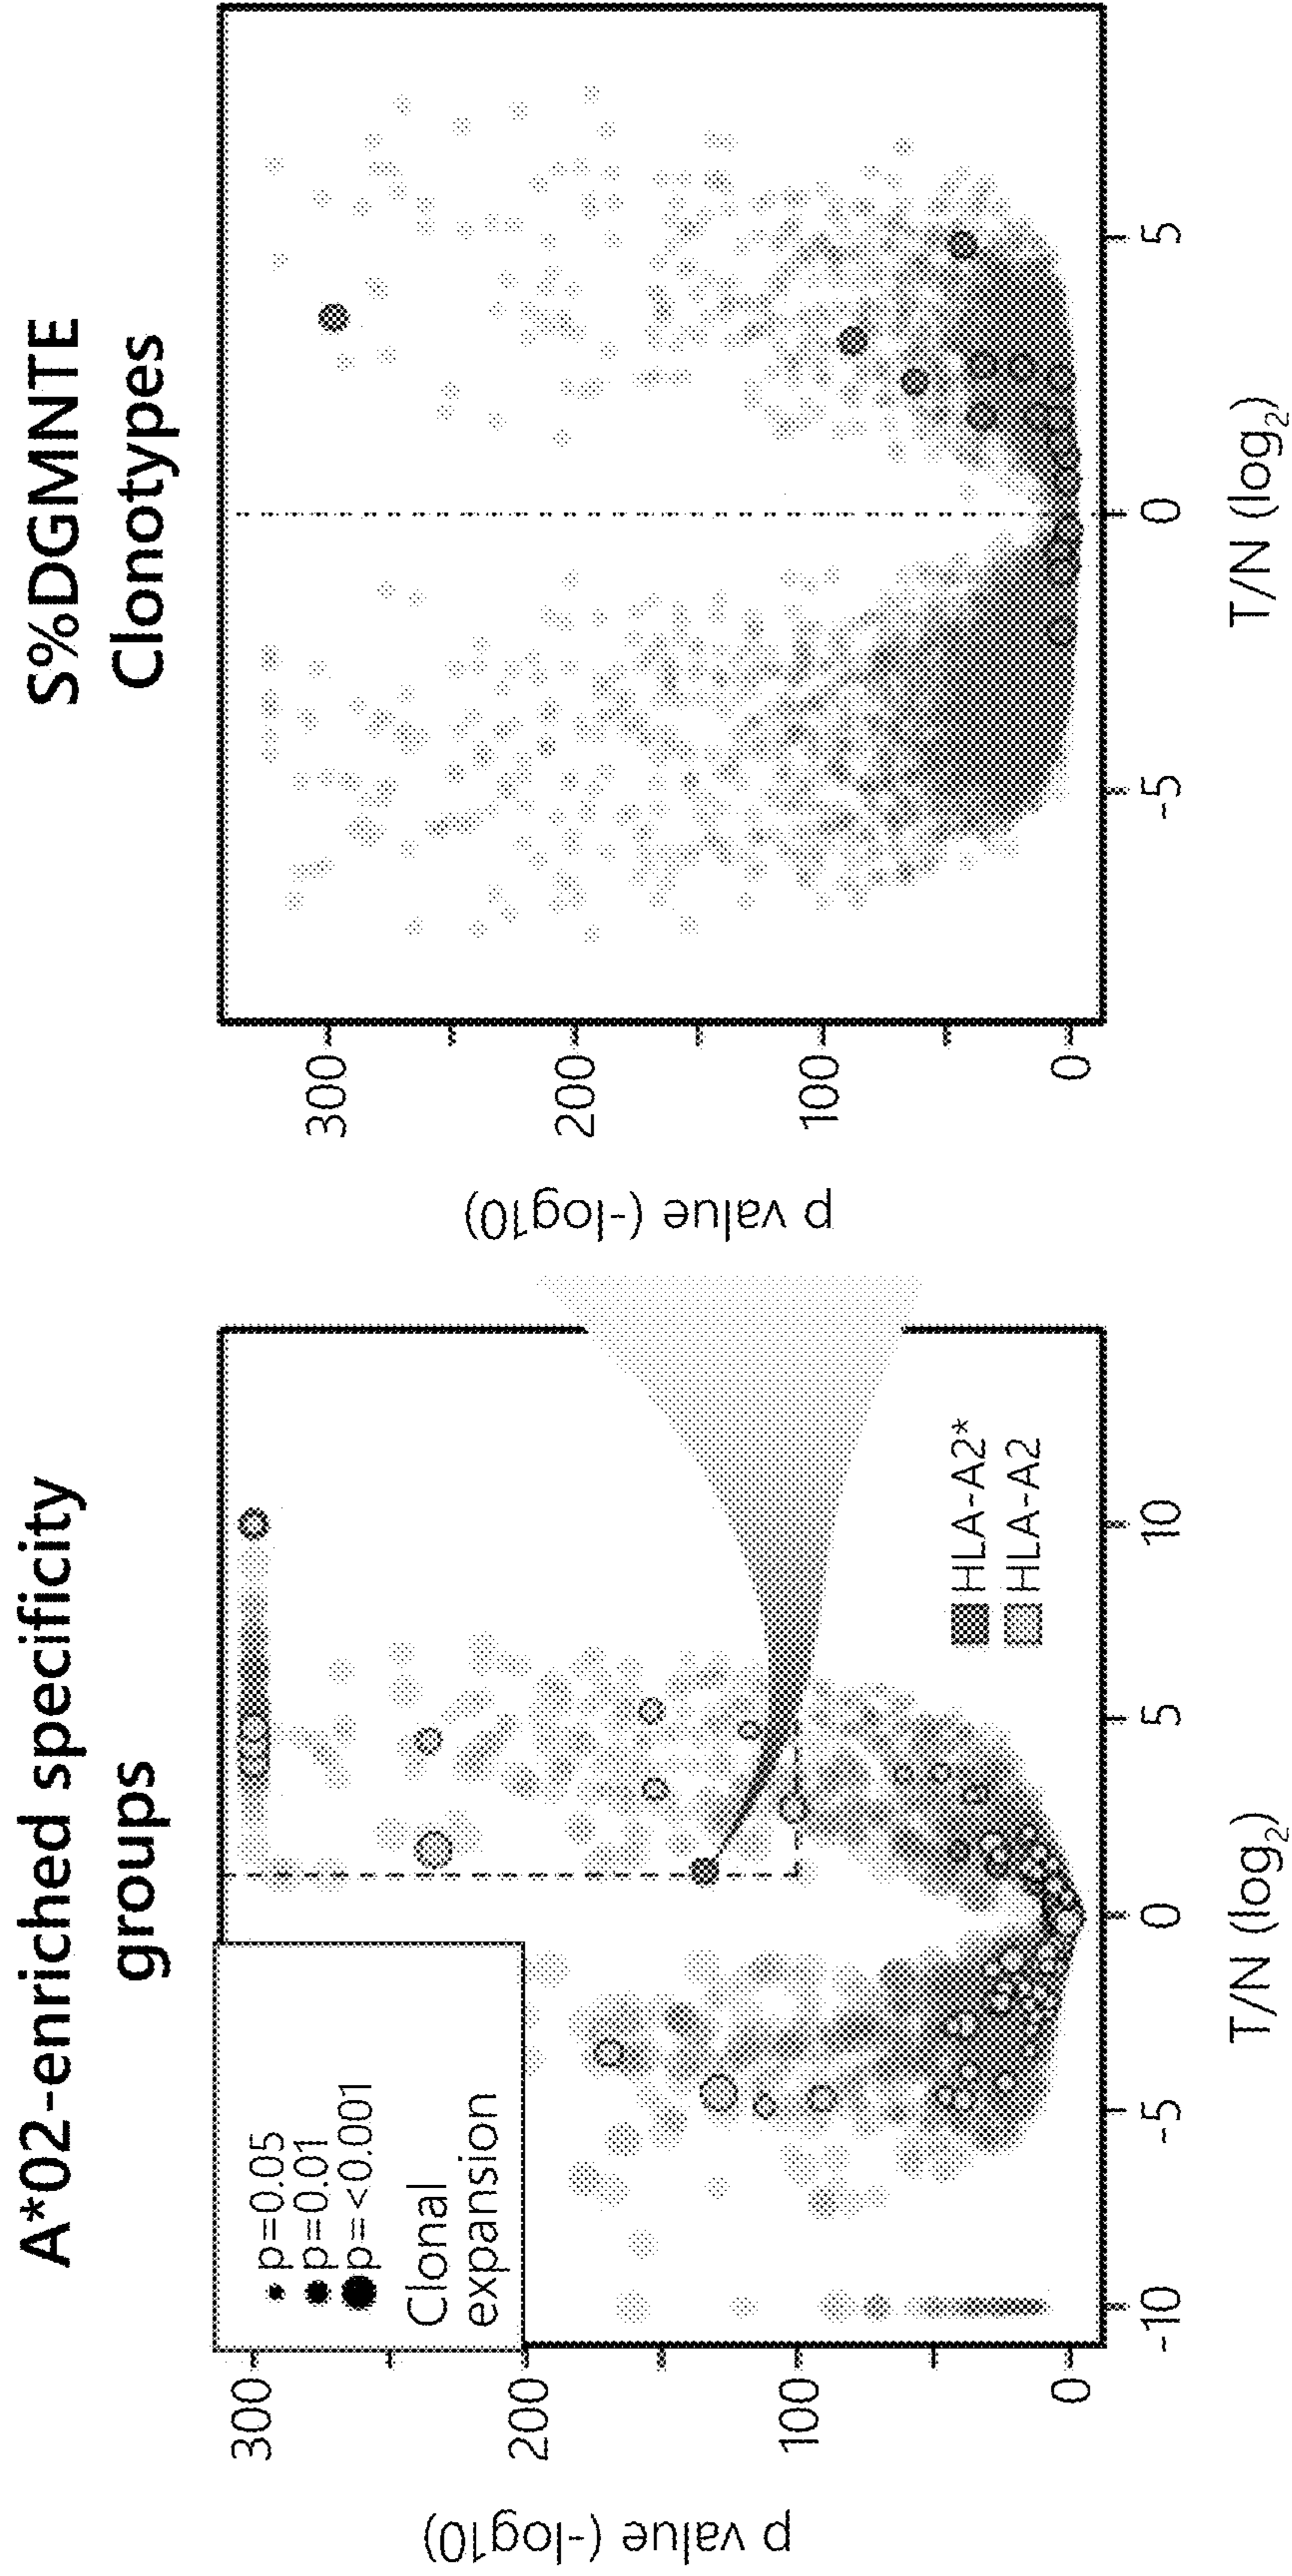 A*02-enriched specificity
groups
p value (-log10)
300
200
100
0
p=0.05
p=0.01
p=<0.001
Clonal
expansion
HLA-A2*
HLA-A2
-10
-5
0
5
10
T/N (log2)
S%DGMNTE
Clonotypes
p value (-log10)
300
200
100
0
-5
0
5
T/N (log2)